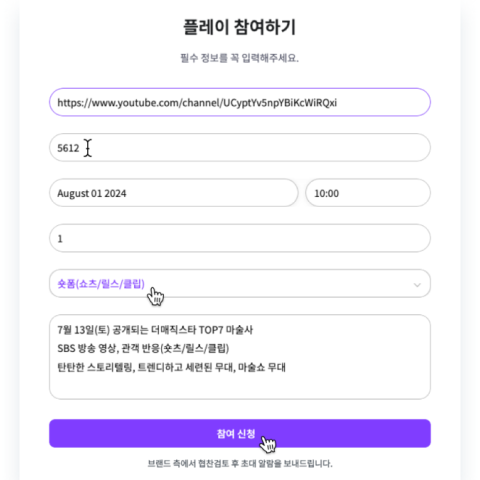 플레이 참여하기
필수 정보를 꼭 입력해주세요.
https://www.youtube.com/channel/UCyptYv5npYBiKcWiRQxi
5612
August 01 2024
10:00
1
숏폼(쇼츠/릴스/클립)
7월 13일(토) 공개되는 더매직스타 TOP7 마술사
SBS 방송 영상, 관객 반응(숏츠/릴스/클립)
탄탄한 스토리텔링, 트렌디하고 세련된 무대, 마술쇼 무대
참여 신청
브랜드 측에서 협찬검토 후 초대 알람을 보내드립니다.